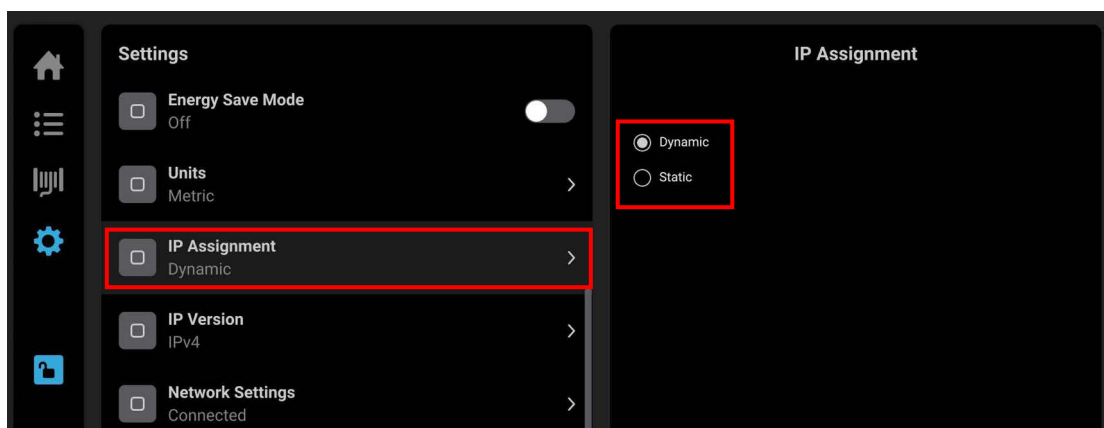 Settings
Energy Save Mode
Off
Units
Metric
IP Assignment
Dynamic
IP Version
IPv4
Network Settings
Connected
IP Assignment
Dynamic
Static